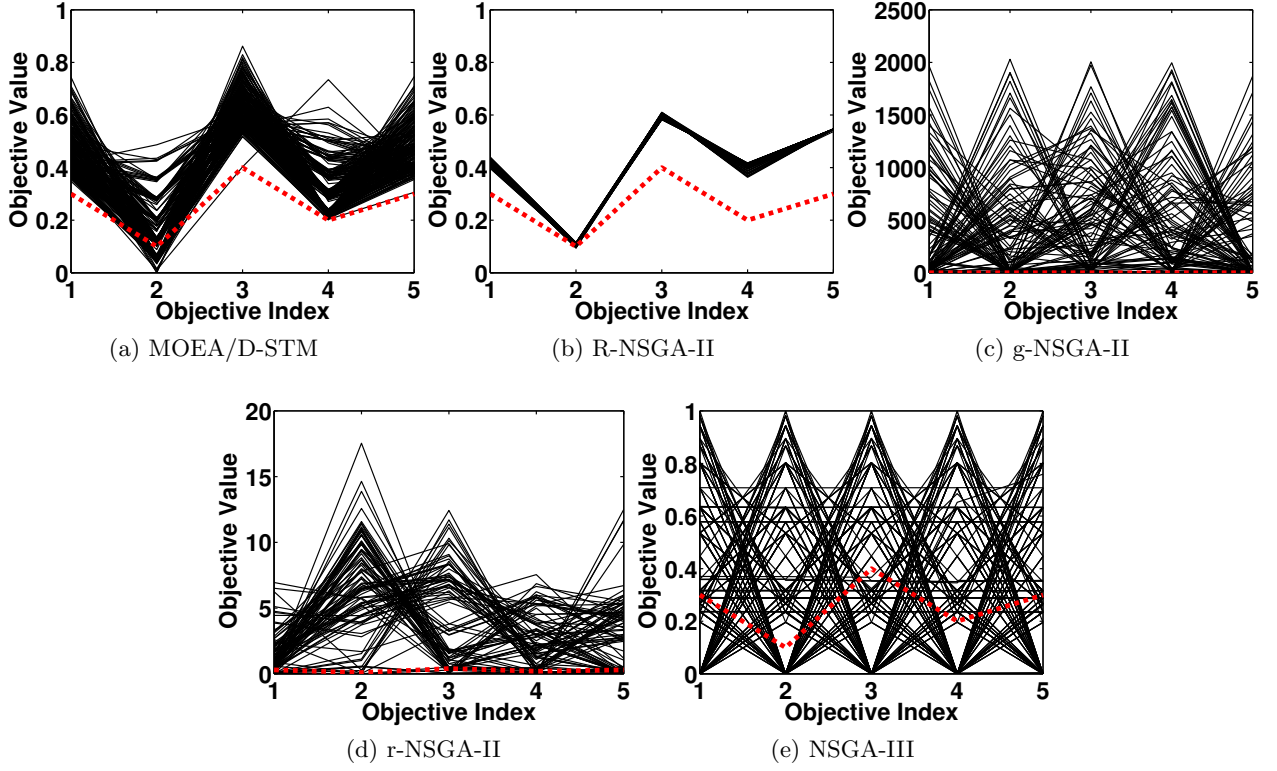 1
0.8
0.6
0.4
0.2
0
1 2 3 4 5
Objective Value
Objective Index
(a) MOEA/D-STM
1
0.8
0.6
0.4
0.2
0
1 2 3 4 5
Objective Value
Objective Index
(b) R-NSGA-II
2500
2000
1500
1000
500
0
1 2 3 4 5
Objective Value
Objective Index
(c) g-NSGA-II
20
15
10
5
0
1 2 3 4 5
Objective Value
Objective Index
(d) r-NSGA-II
1
0.8
0.6
0.4
0.2
0
1 2 3 4 5
Objective Value
Objective Index
(e) NSGA-III